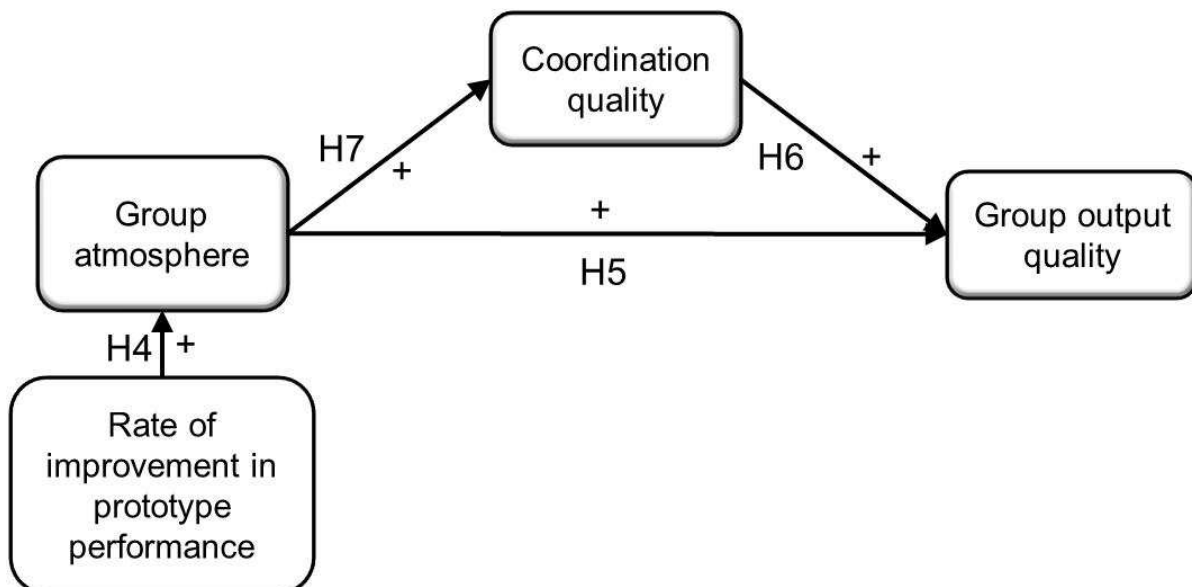 Coordination
quality
H7
+
H6
+
Group
atmosphere
+
H5
Group output
quality
H4
+
Rate of
improvement in
prototype
performance